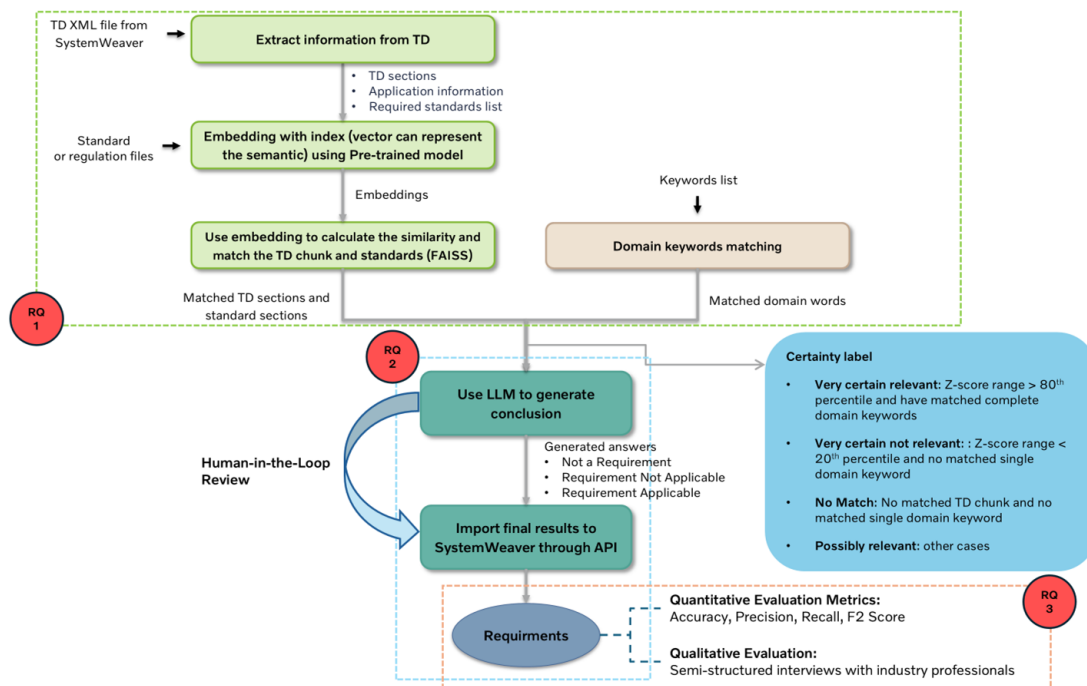 TD XML file from
SystemWeaver
Extract information from TD
• TD sections
• Application information
• Required standards list
Standard
or regulation files
Embedding with index (vector can represent
the semantic) using Pre-trained model
Embeddings
Keywords list
Use embedding to calculate the similarity and
match the TD chunk and standards (FAISS)
Domain keywords matching
Matched TD sections and
standard sections
Matched domain words
RQ
1
RQ
2
Use LLM to generate
conclusion
Certainty label
• Very certain relevant: Z-score range > 80th
percentile and have matched complete
domain keywords
• Very certain not relevant: : Z-score range <
20th percentile and no matched single
domain keyword
• No Match: No matched TD chunk and no
matched single domain keyword
• Possibly relevant: other cases
Human-in-the-Loop
Review
Generated answers
• Not a Requirement
• Requirement Not Applicable
• Requirement Applicable
Import final results to
SystemWeaver through API
RQ
3
Requirments
Quantitative Evaluation Metrics:
Accuracy, Precision, Recall, F2 Score
Qualitative Evaluation:
Semi-structured interviews with industry professionals